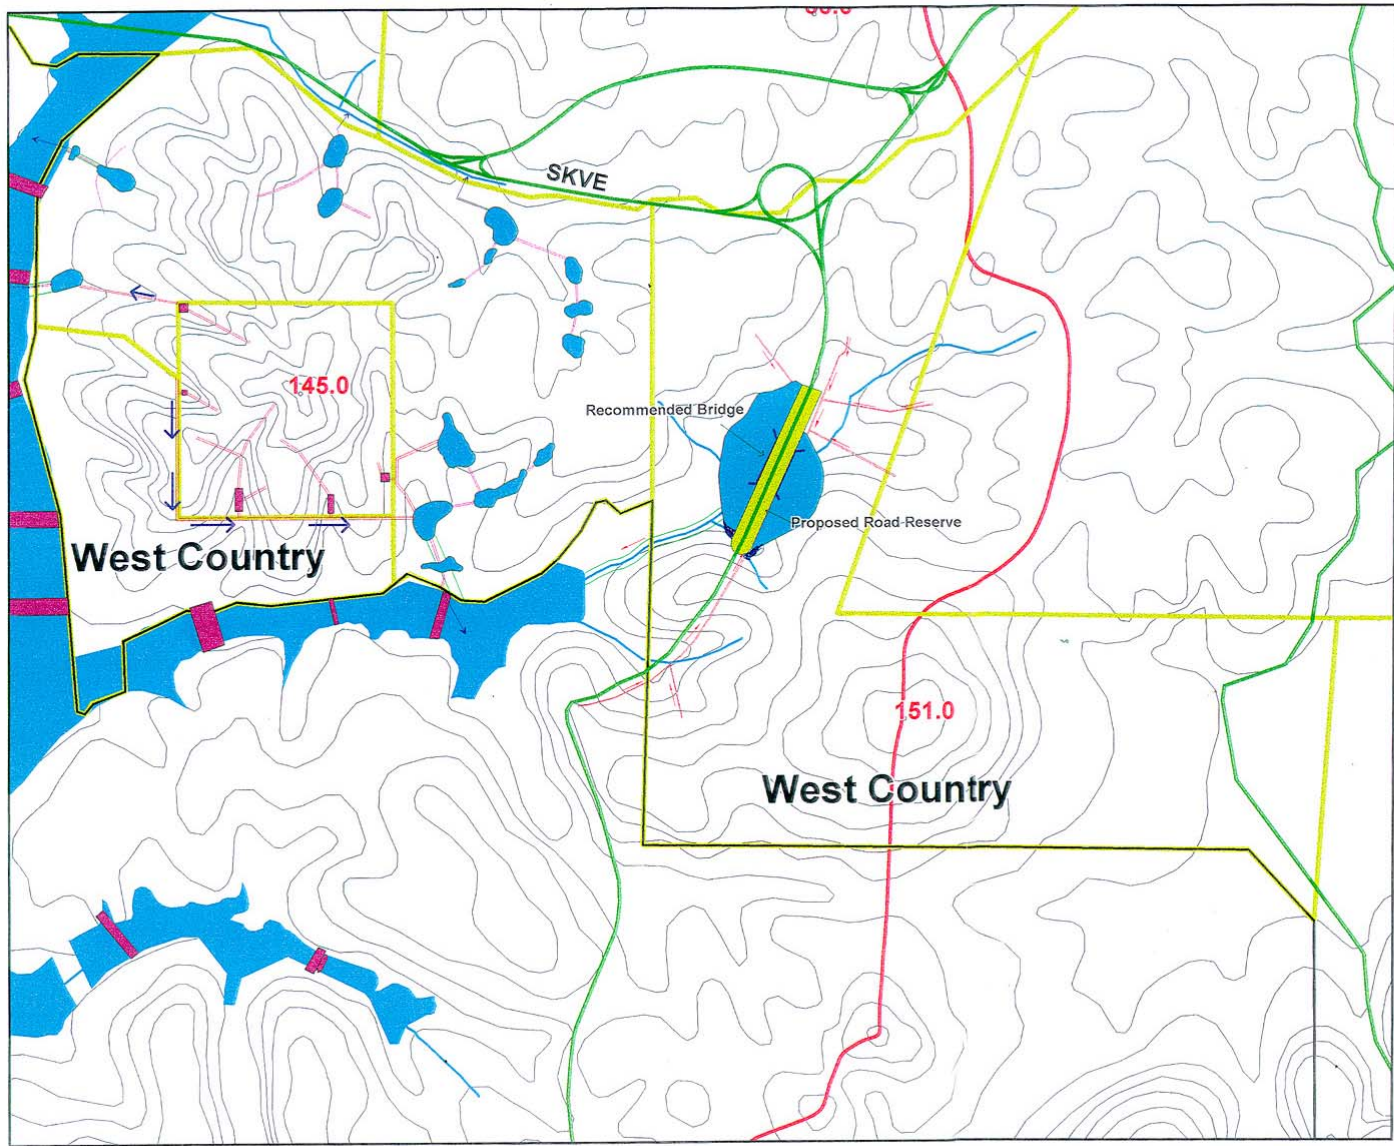 SKVE
145.0
Recommended Bridge
Proposed Road Reserve
West Country
151.0
West Country